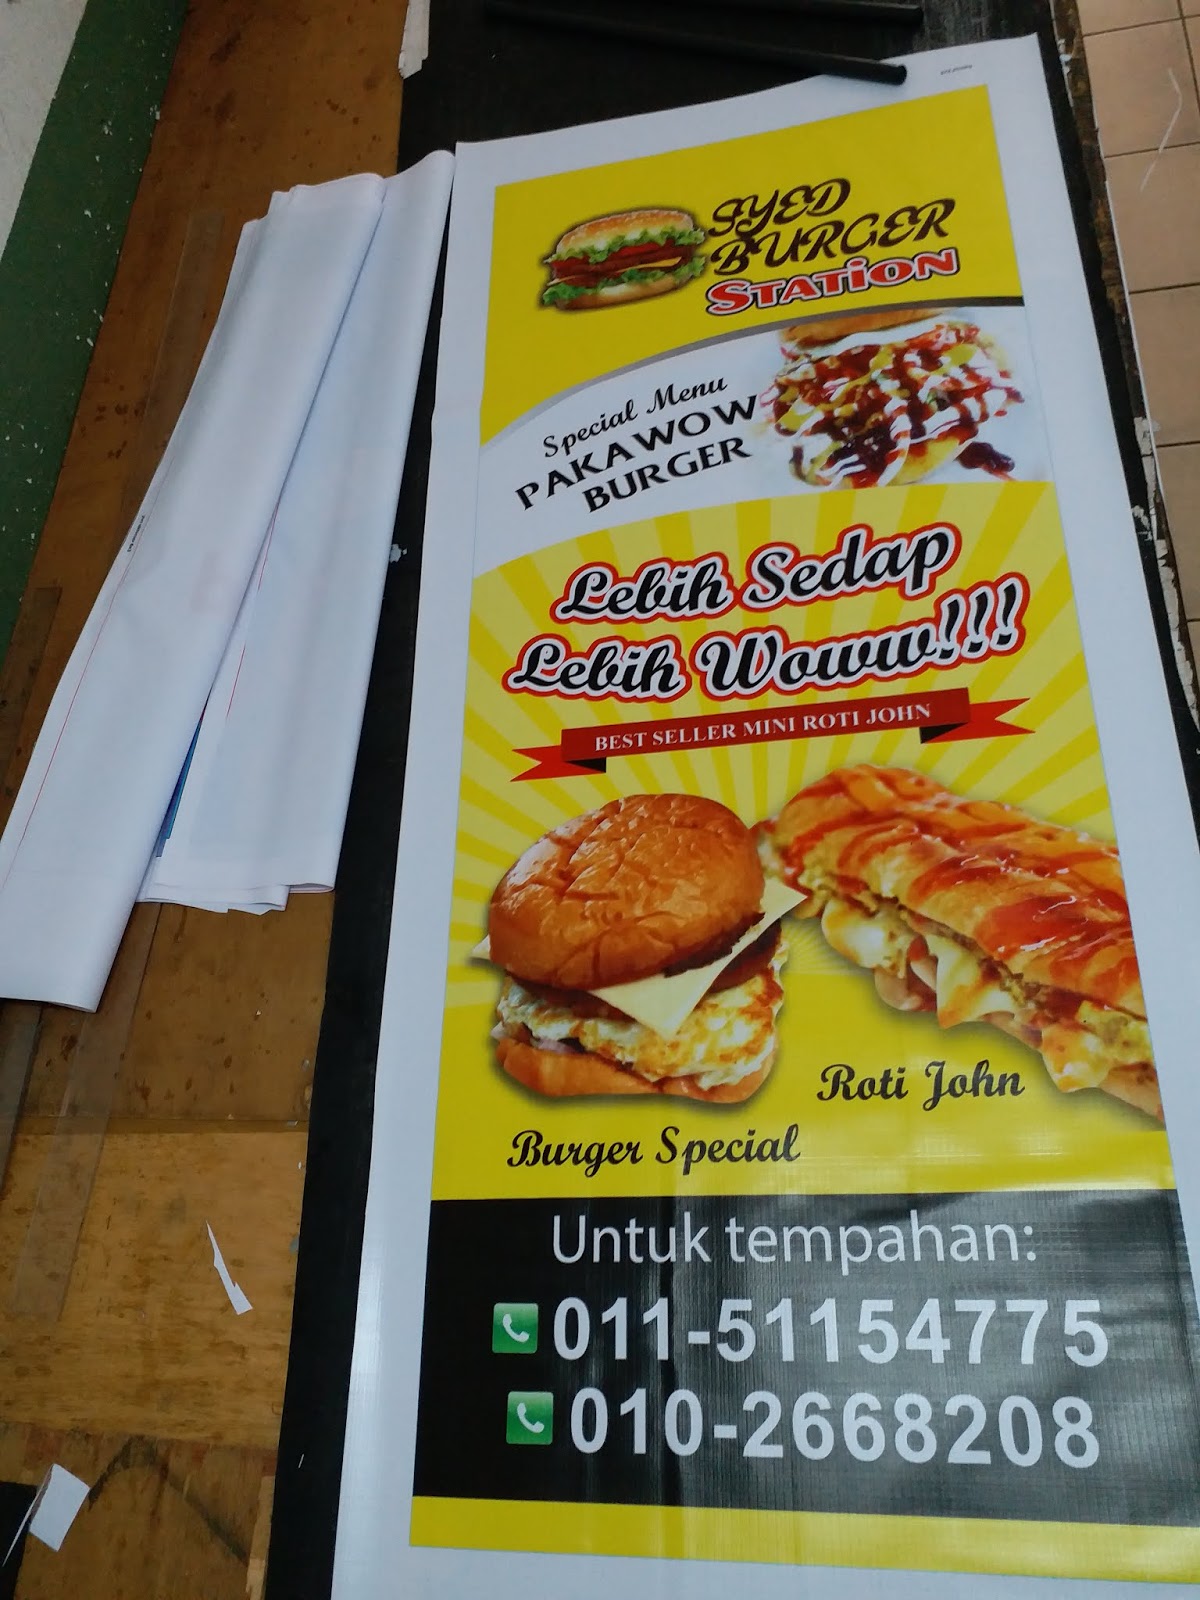 SYED
BURGER
STATiON
Special Menu
PAKAWOW
BURGER
Lebih Sedap
Lebih Woww!!!
BEST SELLER MINI ROTI JOHN
Roti John
Burger Special
Untuk tempahan:
011-51154775
010-2668208